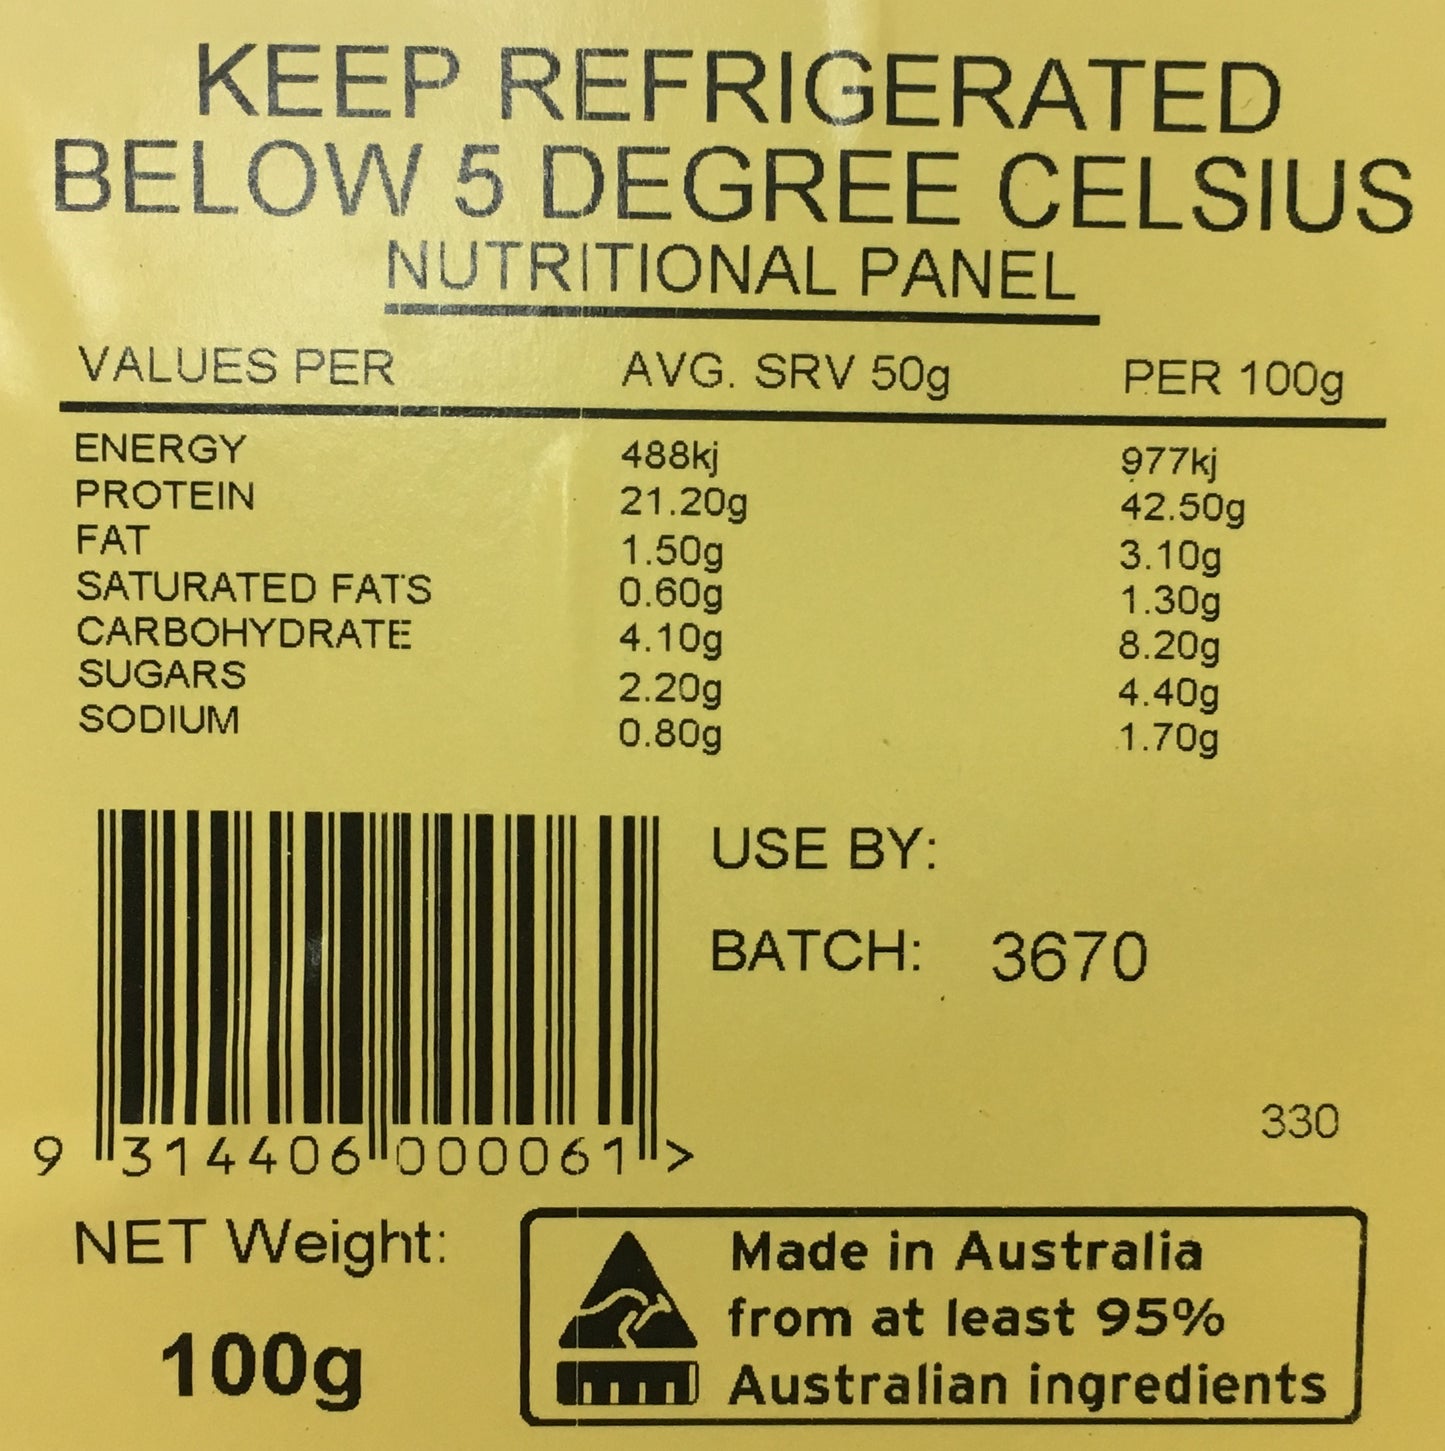 KEEP REFRIGERATED
BELOW 5 DEGREE CELSIUS
NUTRITIONAL PANEL
VALUES PER AVG. SRV 50g PER 100g
ENERGY 488kj 977kj
PROTEIN 21.20g 42.50g
FAT 1.50g 3.10g
SATURATED FATS 0.60g 1.30g
CARBOHYDRATE 4.10g 8.20g
SUGARS 2.20g 4.40g
SODIUM 0.80g 1.70g
USE BY:
BATCH: 3670
330
9 314406 000061 >
NET Weight:
100g
Made in Australia
from at least 95%
Australian ingredients